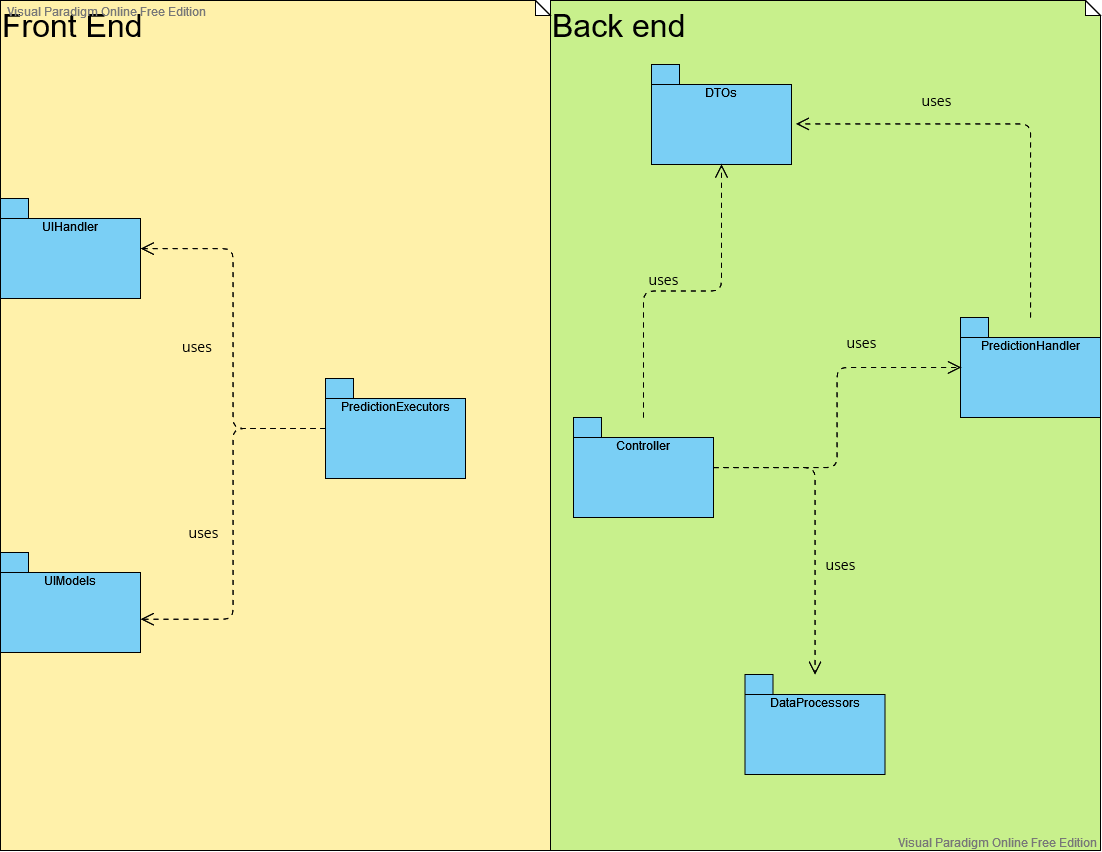 Visual Paradigm Online Free Edition
Front End
UIHandler
uses
PredictionExecutors
uses
UIModels
Back end
DTOs
uses
uses
uses
PredictionHandler
Controller
uses
DataProcessors
Visual Paradigm Online Free Edition